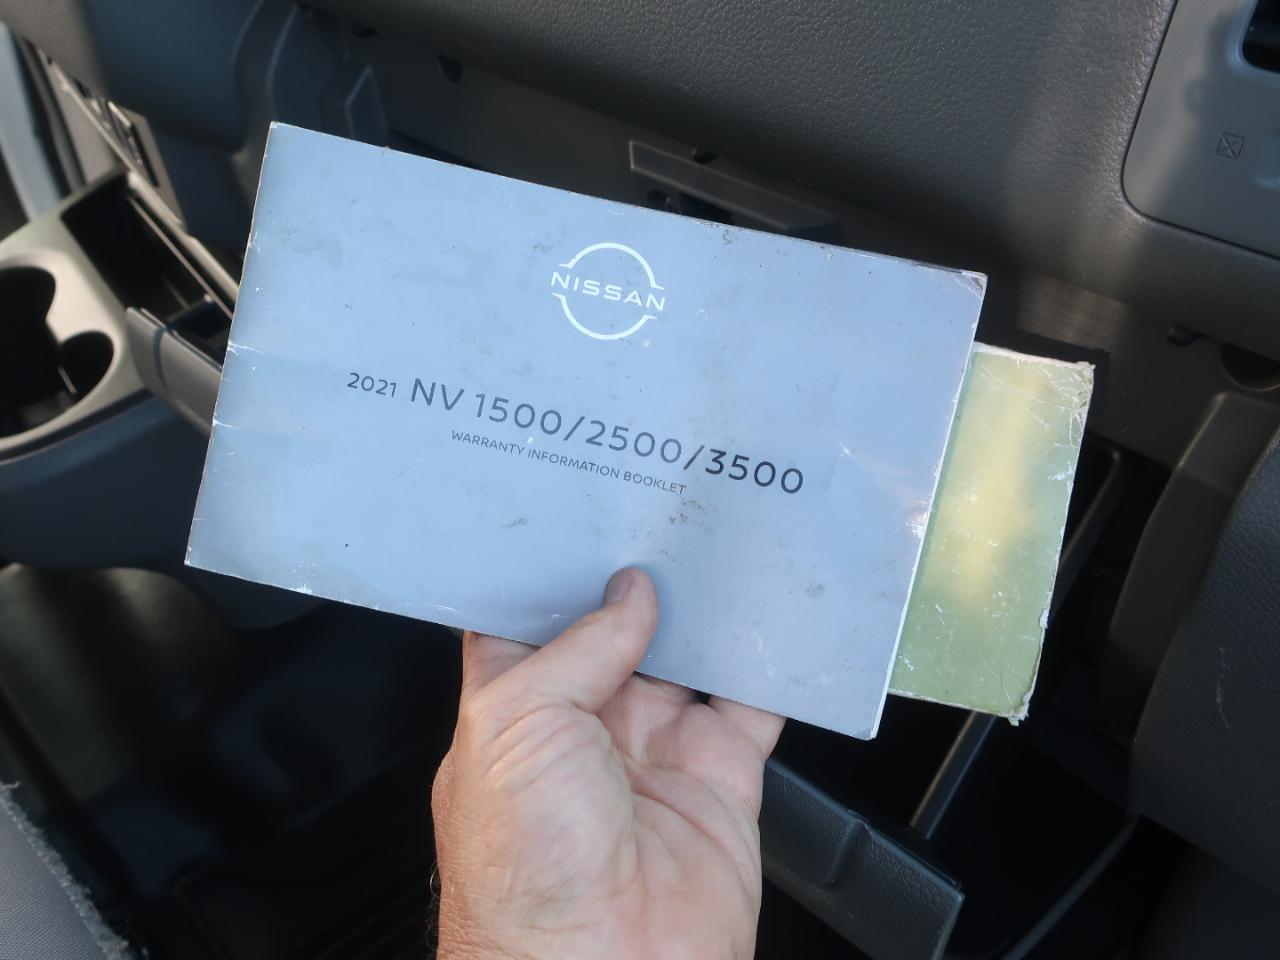 NISSAN
2021 NV 1500/2500/3500
WARRANTY INFORMATION BOOKLET